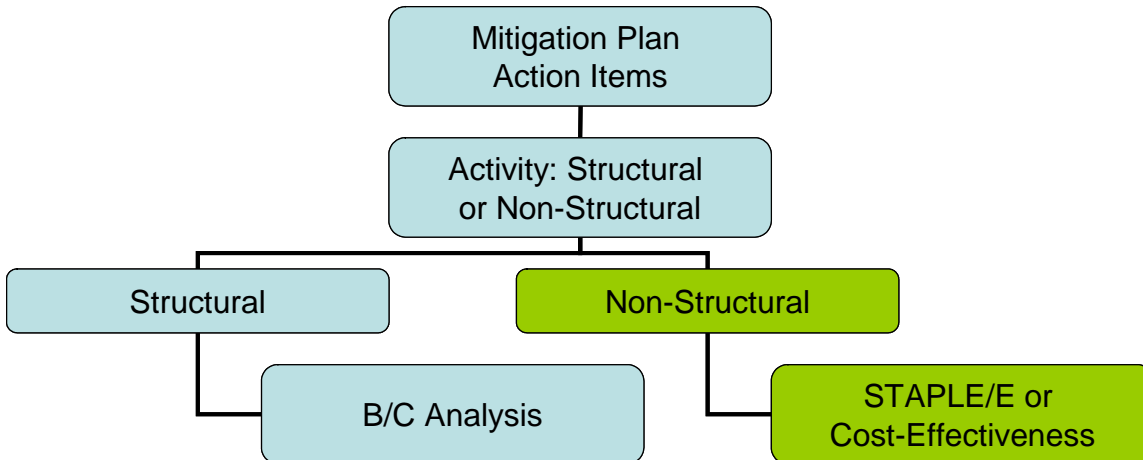 Mitigation Plan
Action Items
Activity: Structural
or Non-Structural
Structural
Non-Structural
B/C Analysis
STAPLE/E or
Cost-Effectiveness